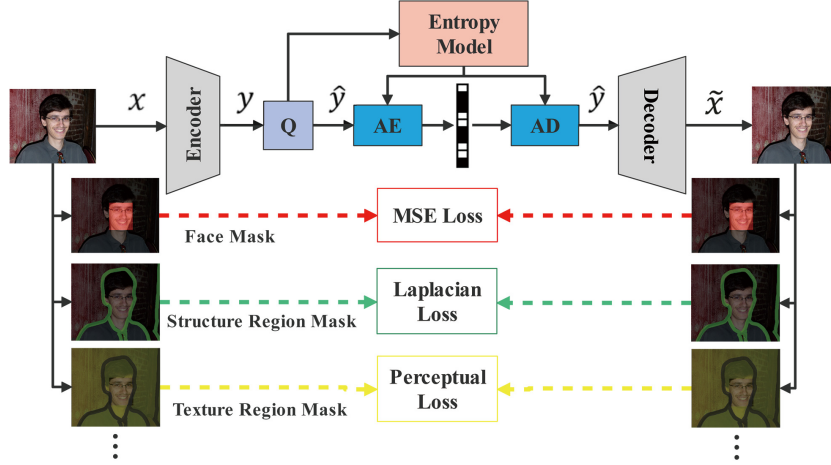 Entropy
Model
x
Encoder
y
Q
ŷ
AE
AD
ŷ
Decoder
x̃
MSE Loss
Face Mask
Laplacian
Loss
Structure Region Mask
Perceptual
Loss
Texture Region Mask